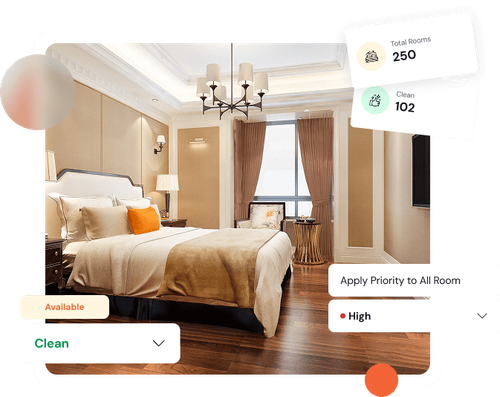 Total Rooms
250
Clean
102
Apply Priority to All Room
High
Available
Clean